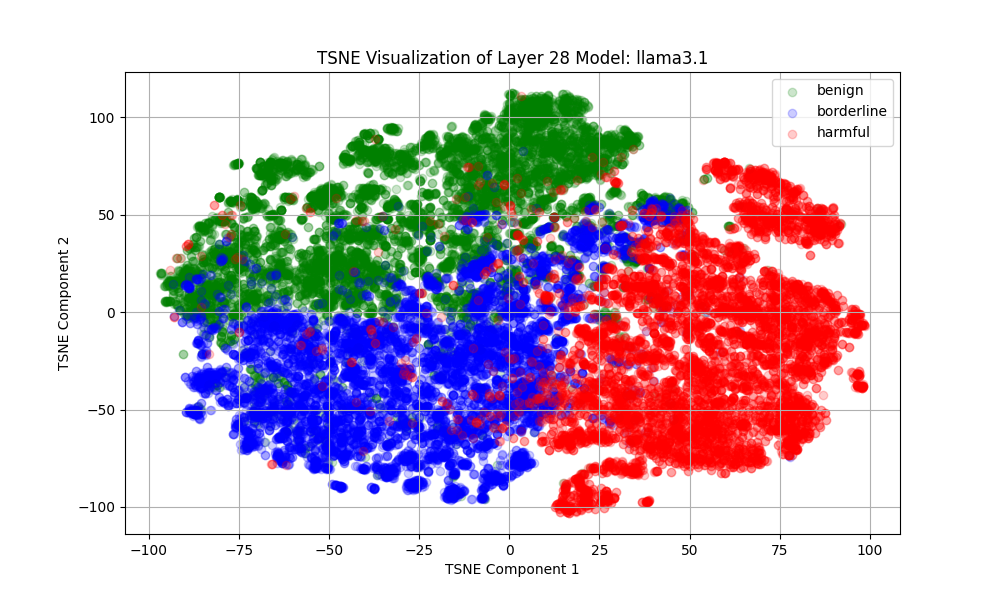 TSNE Visualization of Layer 28 Model: llama3.1
benign
borderline
harmful
100
50
0
−50
−100
TSNE Component 2
−100
−75
−50
−25
0
25
50
75
100
TSNE Component 1